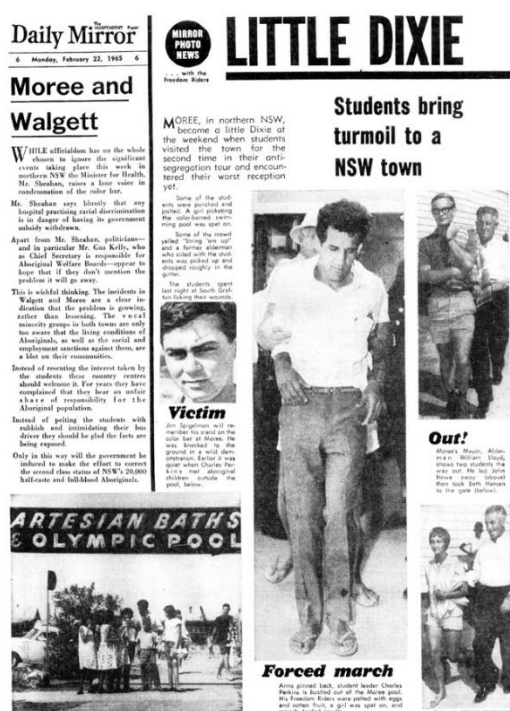 The
INDEPENDENT Paper
Daily Mirror
6 Monday, February 22, 1965 6
Moree and
Walgett
WHILE officialdom has on the whole
chosen to ignore the significant
events taking place this week in
northern NSW the Minister for Health,
Mr. Sheahan, raises a lone voice in
condemnation of the color bar.
Mr. Sheahan says bluntly that any
hospital practising racial discrimination
is in danger of having its government
subsidy withdrawn.
Apart from Mr. Sheahan, politicians—
and in particular Mr. Gus Kelly, who
as Chief Secretary is responsible for
Aboriginal Welfare Boards—appear to
hope that if they don't mention the
problem it will go away.
This is wishful thinking. The incidents in
Walgett and Moree are a clear in-
dication that the problem is growing,
rather than lessening. The vocal
minority groups in both towns are only
too aware that the living conditions of
Aboriginals, as well as the social and
employment sanctions against them, are
a blot on their communities.
Instead of resenting the interest taken by
the students these country centres
should welcome it. For years they have
complained that they bear an unfair
share of responsibility for the
Aboriginal population.
Instead of pelting the students with
rubbish and intimidating their bus
driver they should be glad the facts are
being exposed.
Only in this way will the government be
induced to make the effort to correct
the second class status of NSW's 20,000
half-caste and full-blood Aboriginals.
MIRROR
PHOTO
NEWS
. . . with the
Freedom Riders
LITTLE DIXIE
Students bring
turmoil to a
NSW town
MOREE, in northern NSW,
became a little Dixie at
the weekend when students
visited the town for the
second time in their anti-
segregation tour and encoun-
tered their worst reception
yet.
Some of the stud-
ents were punched and
jostled. A girl picketing
the color-barred swim-
ming pool was spat on.
Some of the crowd
yelled "String 'em up"
and a former alderman
who sided with the stud-
ents was picked up and
dropped roughly in the
gutter.
The students spent
last night at South Graf-
ton licking their wounds.
Victim
Jim Spigelman will re-
member his stand on the
color bar at Moree. He
was knocked to the
ground in a wild dem-
onstration. Earlier it was
quiet when Charles Per-
kins met aboriginal
children outside the
pool, below.
Out!
Moree's Mayor, Alder-
man William Lloyd,
shows two students the
way out. He led John
Howe away (above)
then took Beth Hansen
to the gate (below).
ARTESIAN BATHS
& OLYMPIC POOL
Forced march
Arms pinned back, student leader Charles
Perkins is bustled out of the Moree pool.
His Freedom Riders were pelted with eggs
and rotten fruit, a girl was spat on, and